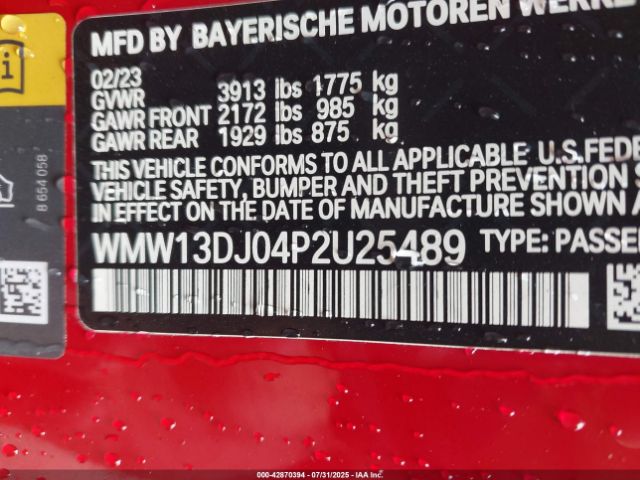 MFD BY BAYERISCHE MOTOREN WERKE
02/23
GVWR 3913 lbs 1775 kg
GAWR FRONT 2172 lbs 985 kg
GAWR REAR 1929 lbs 875 kg
THIS VEHICLE CONFORMS TO ALL APPLICABLE U.S.FEDE
VEHICLE SAFETY, BUMPER AND THEFT PREVENTION
IN EFFECT ON THE DATE OF MANUFACTURE SHOWN A
WMW13DJ04P2U25489 TYPE: PASSE
8 654 058
000-42870394 - 07/31/2025 - IAAI.COM